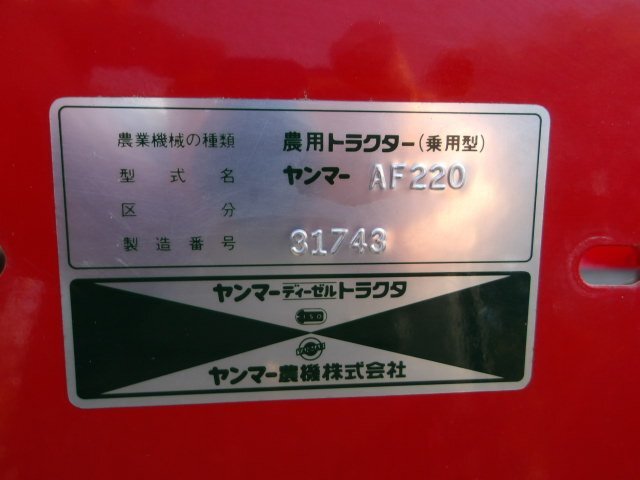 農業機械の種類 農用トラクター(乗用型)
型式名 ヤンマー AF220
区分
製造番号 31743
ヤンマーディーゼルトラクタ
ヤンマー農機株式会社